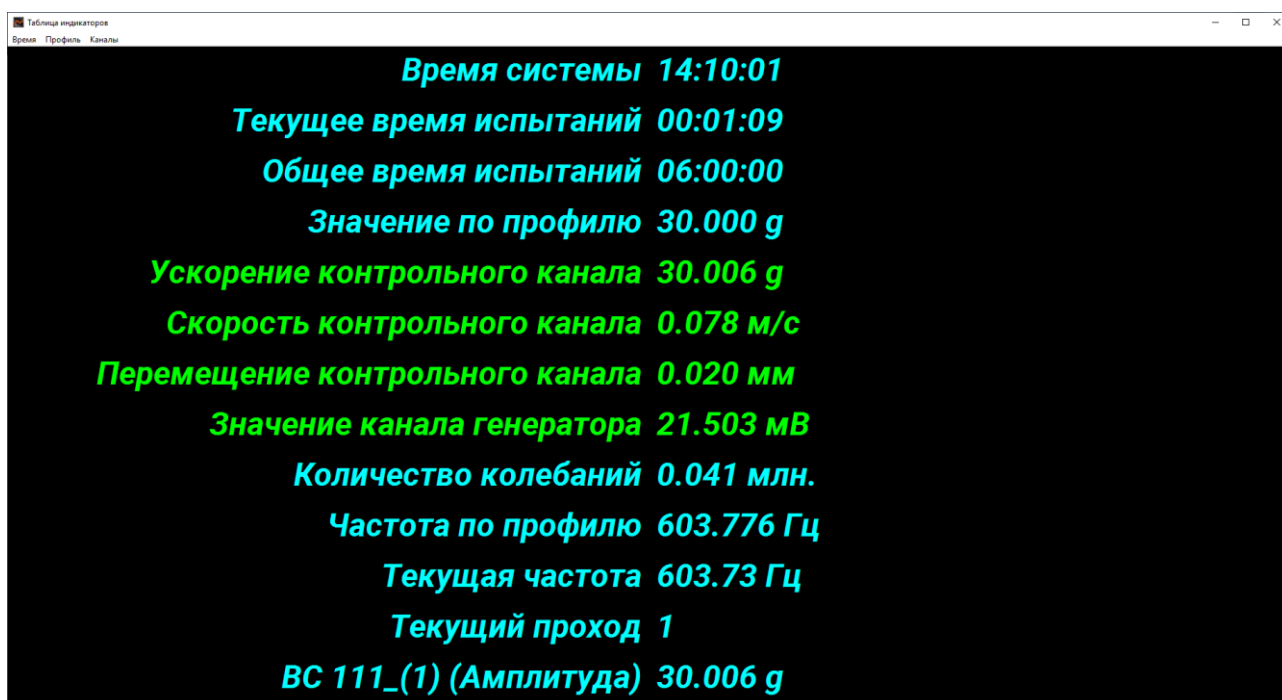 Таблица индикаторов
Время Профиль Каналы
Время системы 14:10:01
Текущее время испытаний 00:01:09
Общее время испытаний 06:00:00
Значение по профилю 30.000 g
Ускорение контрольного канала 30.006 g
Скорость контрольного канала 0.078 м/с
Перемещение контрольного канала 0.020 мм
Значение канала генератора 21.503 мВ
Количество колебаний 0.041 млн.
Частота по профилю 603.776 Гц
Текущая частота 603.73 Гц
Текущий проход 1
ВС 111_(1) (Амплитуда) 30.006 g